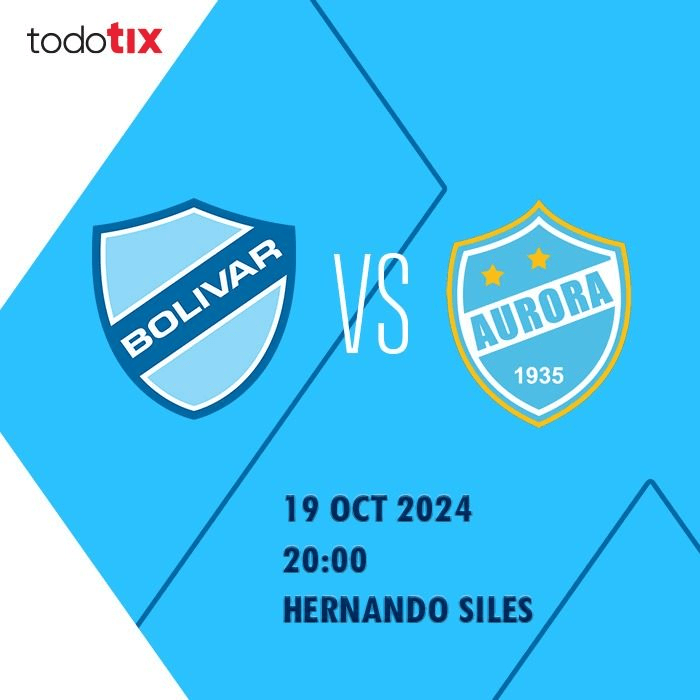 todotix
BOLIVAR
VS
AURORA
1935
19 OCT 2024
20:00
HERNANDO SILES